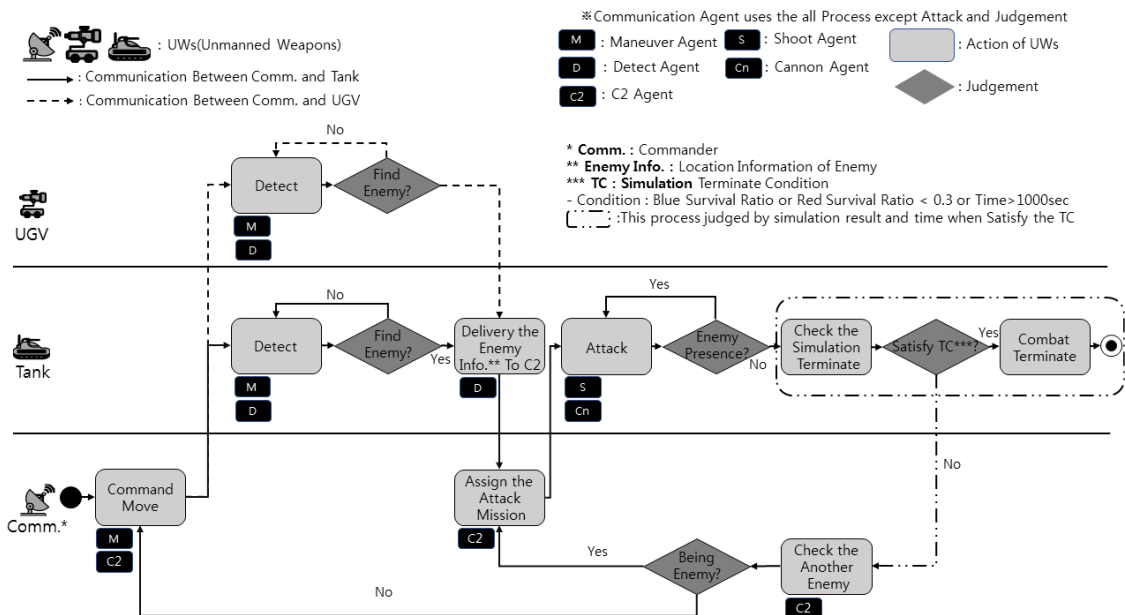 ※Communication Agent uses the all Process except Attack and Judgement
: UWs(Unmanned Weapons)
: Communication Between Comm. and Tank
: Communication Between Comm. and UGV
M : Maneuver Agent
S : Shoot Agent
: Action of UWs
D : Detect Agent
Cn : Cannon Agent
C2 : C2 Agent
: Judgement
* Comm. : Commander
** Enemy Info. : Location Information of Enemy
*** TC : Simulation Terminate Condition
- Condition : Blue Survival Ratio or Red Survival Ratio < 0.3 or Time>1000sec
:This process judged by simulation result and time when Satisfy the TC
UGV
No
Detect
Find
Enemy?
M
D
Tank
No
Detect
Find
Enemy?
Yes
M
D
Delivery the
Enemy
Info.** To C2
D
Yes
Attack
Enemy
Presence?
No
S
Cn
Check the
Simulation
Terminate
Satisfy TC***?
Yes
Combat
Terminate
No
Comm.*
Command
Move
M
C2
Assign the
Attack
Mission
C2
Yes
Being
Enemy?
Check the
Another
Enemy
C2
No